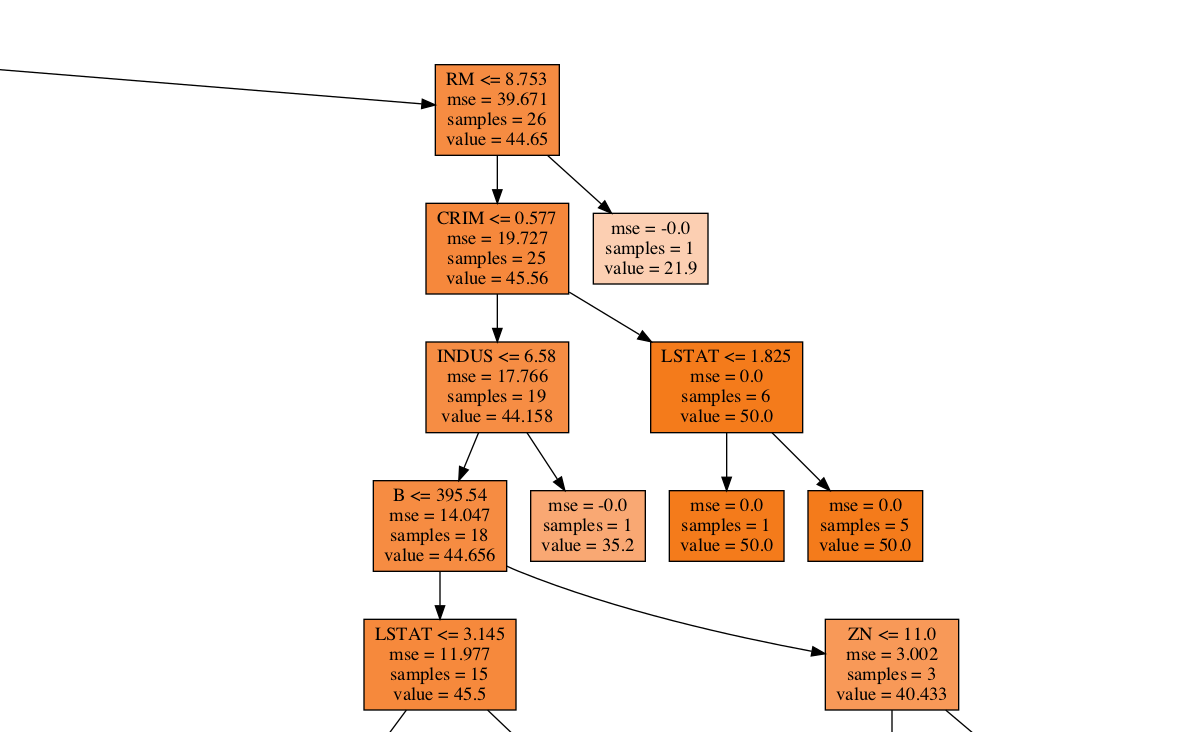 RM <= 8.753
mse = 39.671
samples = 26
value = 44.65
CRIM <= 0.577
mse = 19.727
samples = 25
value = 45.56
mse = -0.0
samples = 1
value = 21.9
INDUS <= 6.58
mse = 17.766
samples = 19
value = 44.158
LSTAT <= 1.825
mse = 0.0
samples = 6
value = 50.0
B <= 395.54
mse = 14.047
samples = 18
value = 44.656
mse = -0.0
samples = 1
value = 35.2
mse = 0.0
samples = 1
value = 50.0
mse = 0.0
samples = 5
value = 50.0
LSTAT <= 3.145
mse = 11.977
samples = 15
value = 45.5
ZN <= 11.0
mse = 3.002
samples = 3
value = 40.433